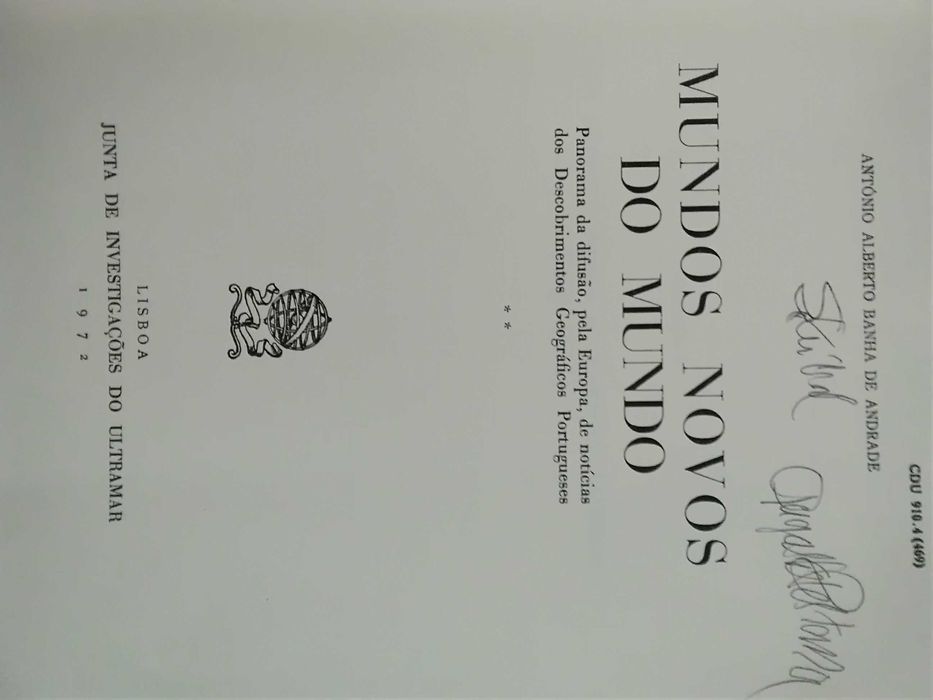 CDU 910.4 (469)
ANTÓNIO ALBERTO BANHA DE ANDRADE
MUNDOS NOVOS
DO MUNDO
Panorama da difusão, pela Europa, de notícias
dos Descobrimentos Geográficos Portugueses
* *
LISBOA
JUNTA DE INVESTIGAÇÕES DO ULTRAMAR
1972